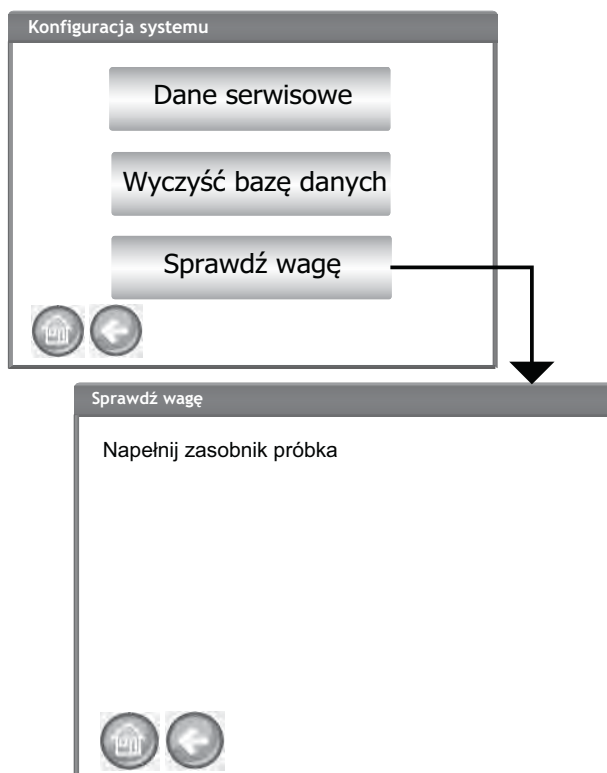 Konfiguracja systemu
Dane serwisowe
Wyczyść bazę danych
Sprawdź wagę
Sprawdź wagę
Napełnij zasobnik próbka